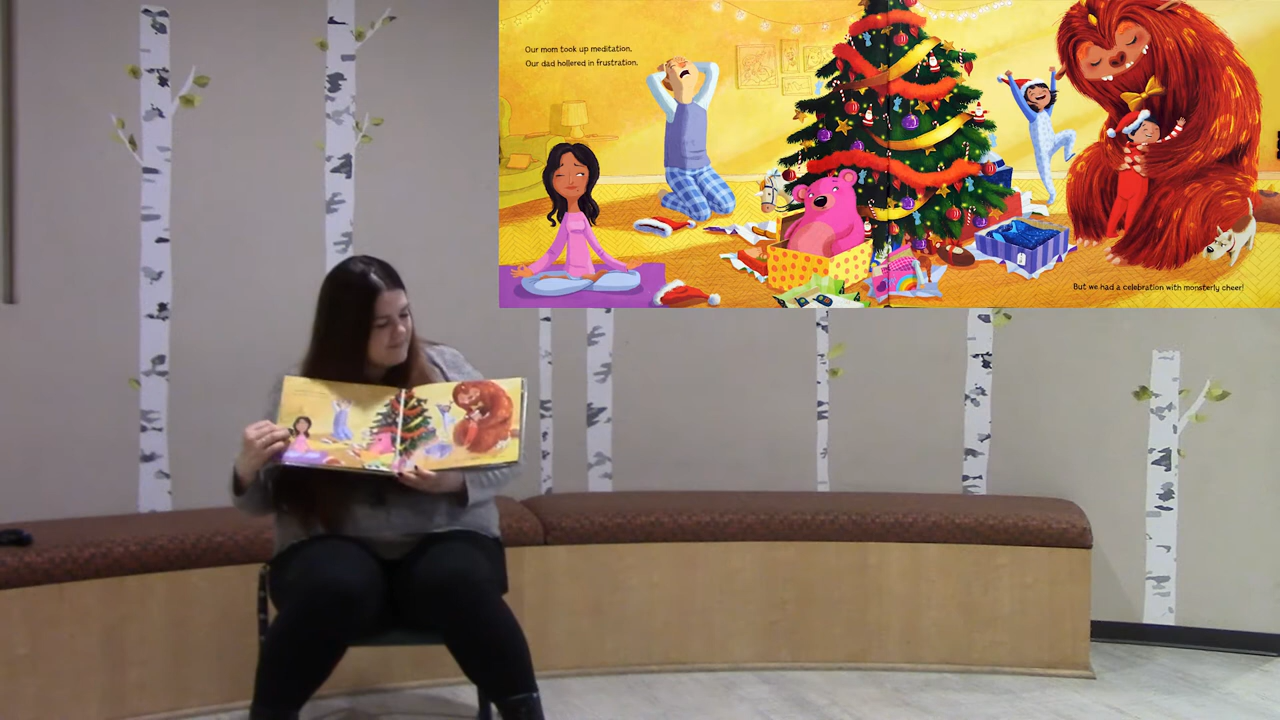 Our mom took up meditation,
Our dad hollered in frustration.
But we had a celebration with monsterly cheer!